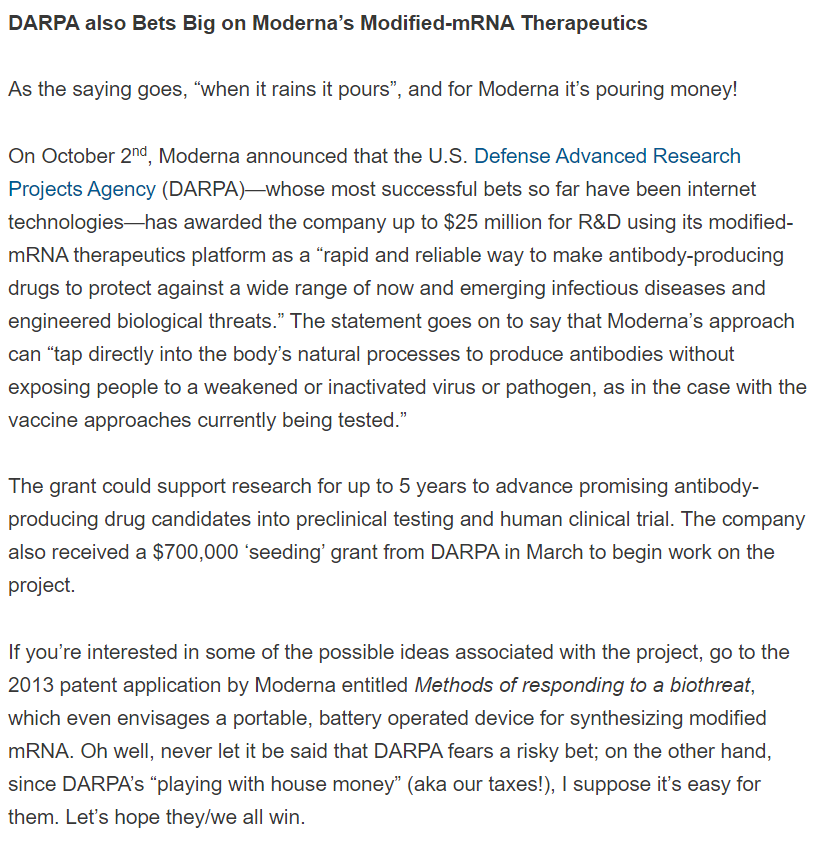 DARPA also Bets Big on Moderna’s Modified-mRNA Therapeutics
As the saying goes, “when it rains it pours”, and for Moderna it’s pouring money!
On October 2nd, Moderna announced that the U.S. Defense Advanced Research
Projects Agency (DARPA)—whose most successful bets so far have been internet
technologies—has awarded the company up to $25 million for R&D using its modified-
mRNA therapeutics platform as a “rapid and reliable way to make antibody-producing
drugs to protect against a wide range of now and emerging infectious diseases and
engineered biological threats.” The statement goes on to say that Moderna’s approach
can “tap directly into the body’s natural processes to produce antibodies without
exposing people to a weakened or inactivated virus or pathogen, as in the case with the
vaccine approaches currently being tested.”
The grant could support research for up to 5 years to advance promising antibody-
producing drug candidates into preclinical testing and human clinical trial. The company
also received a $700,000 ‘seeding’ grant from DARPA in March to begin work on the
project.
If you’re interested in some of the possible ideas associated with the project, go to the
2013 patent application by Moderna entitled Methods of responding to a biothreat,
which even envisages a portable, battery operated device for synthesizing modified
mRNA. Oh well, never let it be said that DARPA fears a risky bet; on the other hand,
since DARPA’s “playing with house money” (aka our taxes!), I suppose it’s easy for
them. Let’s hope they/we all win.